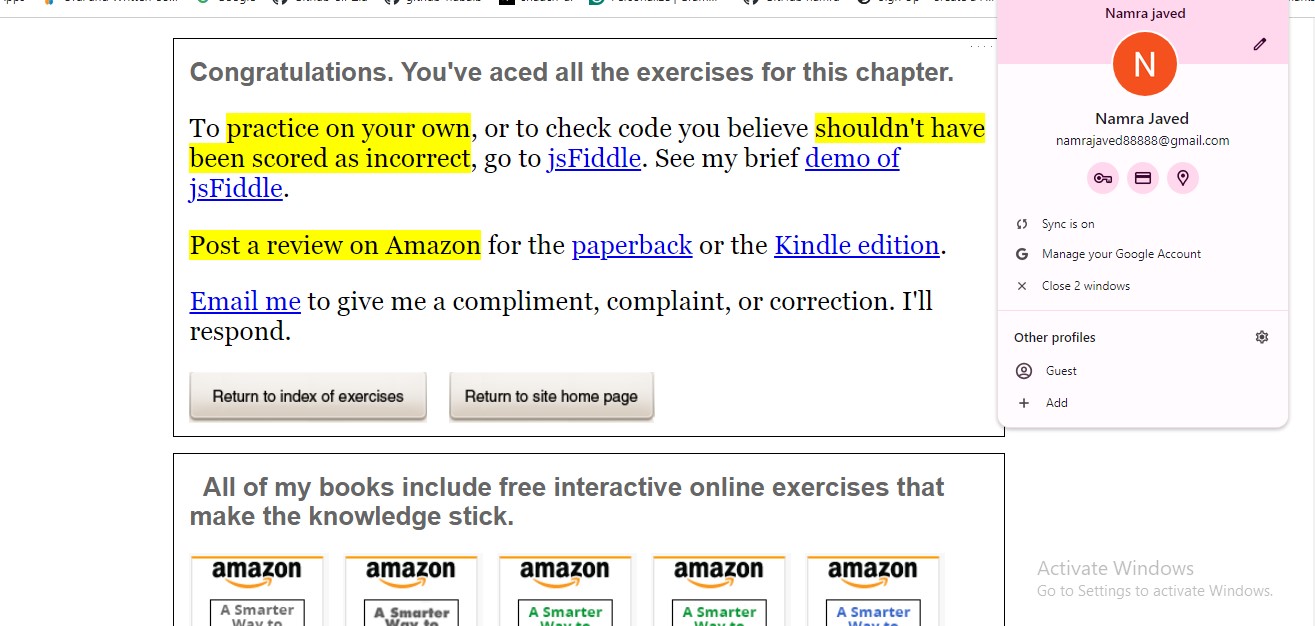 Google
Namra javed
Congratulations. You've aced all the exercises for this chapter.
To practice on your own, or to check code you believe shouldn't have
been scored as incorrect, go to jsFiddle. See my brief demo of
jsFiddle.
Post a review on Amazon for the paperback or the Kindle edition.
Email me to give me a compliment, complaint, or correction. I'll
respond.
Return to index of exercises
Return to site home page
N
Namra Javed
namrajaved88888@gmail.com
Sync is on
G Manage your Google Account
Close 2 windows
Other profiles
Guest
Add
All of my books include free interactive online exercises that
make the knowledge stick.
amazon amazon amazon amazon amazon
A Smarter A Smarter A Smarter A Smarter A Smarter
Way to Way to Way to Way to Way to
Activate Windows
Go to Settings to activate Windows.